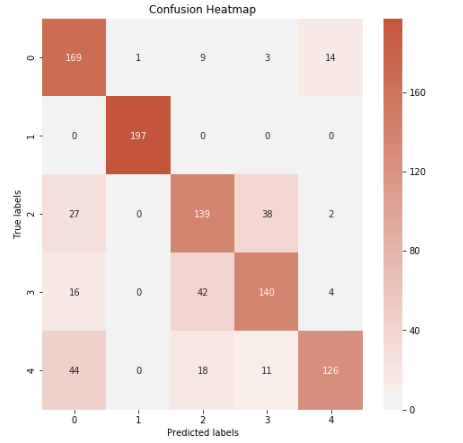 Confusion Heatmap
0 169 1 9 3 14
1 0 197 0 0 0
2 27 0 139 38 2
3 16 0 42 140 4
4 44 0 18 11 126
0 1 2 3 4
True labels
Predicted labels
160
120
80
40
0